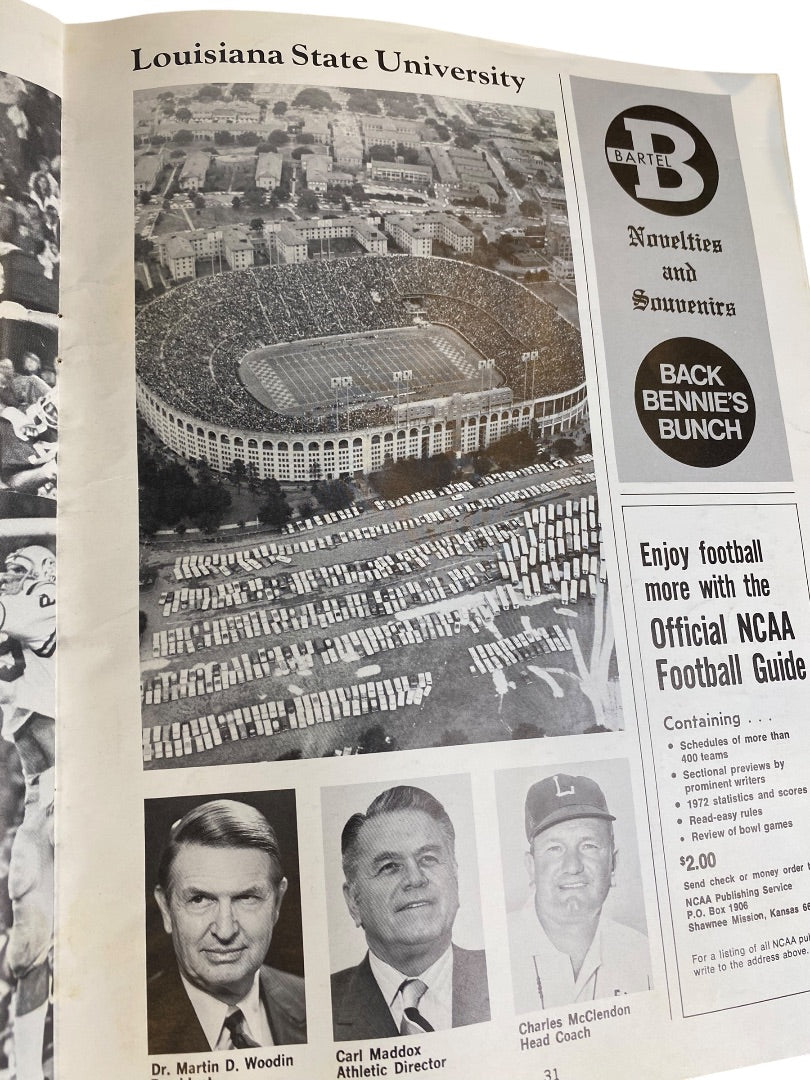 Louisiana State University
B
BARTEL
Novelties
and
Souvenirs
BACK
BENNIE'S
BUNCH
Enjoy football
more with the
Official NCAA
Football Guide
Containing . . .
• Schedules of more than
400 teams
• Sectional previews by
prominent writers
• 1972 statistics and scores
• Read-easy rules
• Review of bowl games
$2.00
Send check or money order
NCAA Publishing Service
P.O. Box 1906
Shawnee Mission, Kansas 66
For a listing of all NCAA
write to the address above.
L
Dr. Martin D. Woodin
Carl Maddox
Athletic Director
Charles McClendon
Head Coach
31